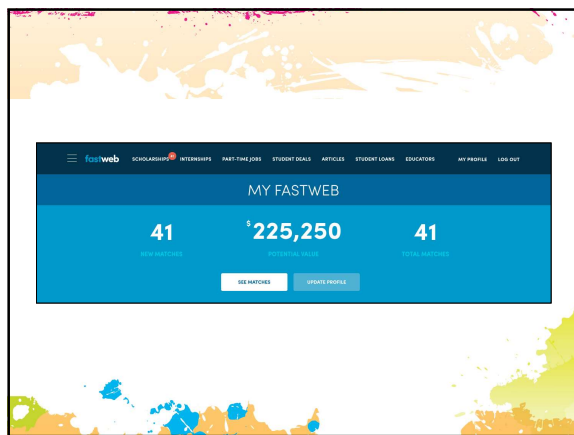 fastweb SCHOLARSHIPS INTERNSHIPS PART-TIME JOBS STUDENT DEALS ARTICLES STUDENT LOANS EDUCATORS MY PROFILE LOG OUT
MY FASTWEB
41 $225,250 41
NEW MATCHES POTENTIAL VALUE TOTAL MATCHES
SEE MATCHES UPDATE PROFILE